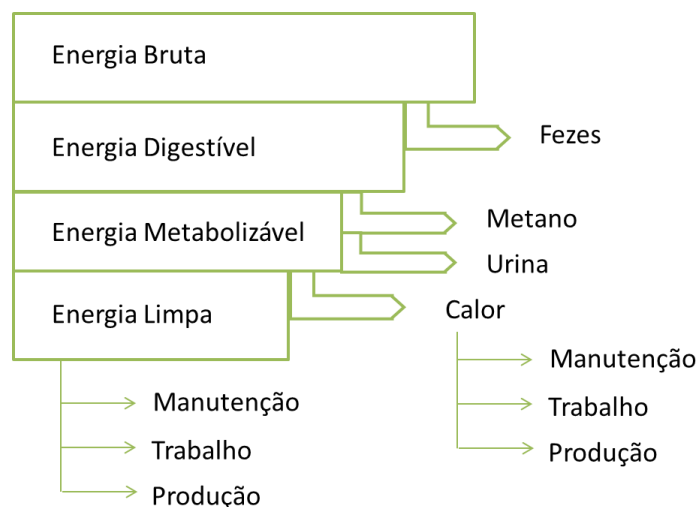 Energia Bruta
Energia Digestível
Fezes
Energia Metabolizável
Metano
Urina
Energia Limpa
Calor
Manutenção
Trabalho
Produção
Manutenção
Trabalho
Produção